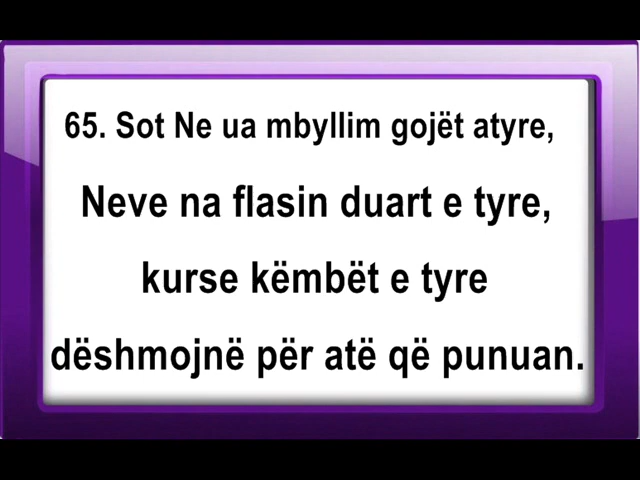 65. Sot Ne ua mbyllim gojët atyre,
Neve na flasin duart e tyre,
kurse këmbët e tyre
dëshmojnë për atë që punuan.